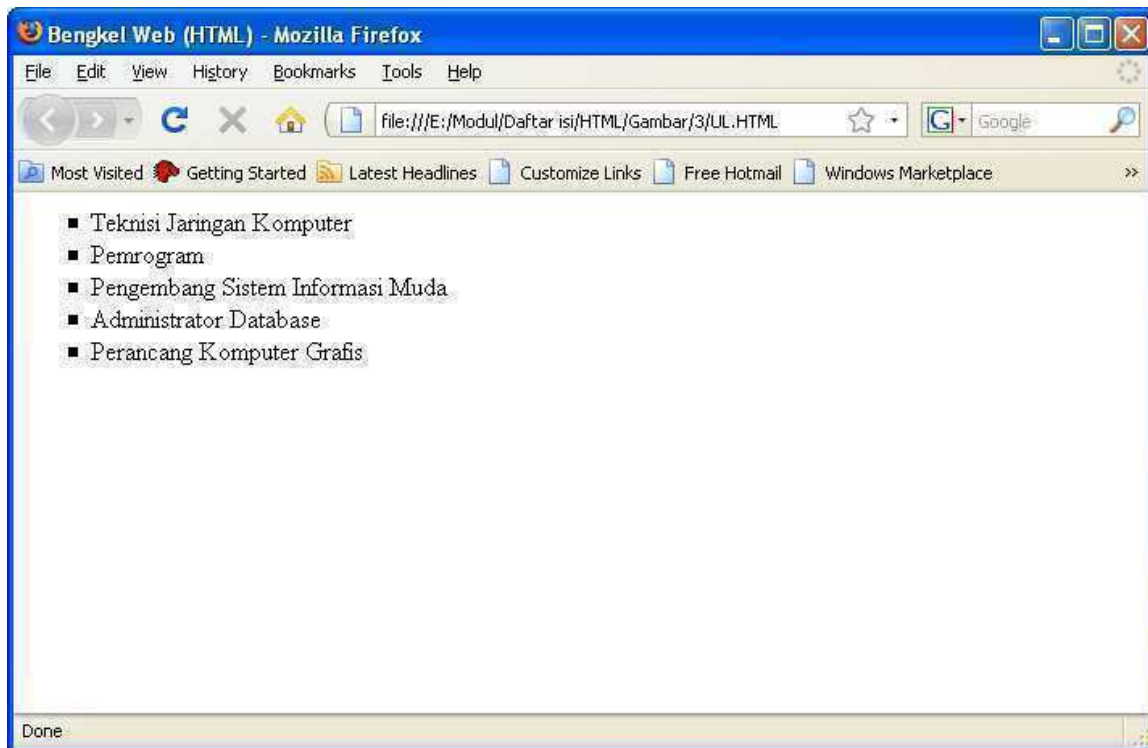 Bengkel Web (HTML) - Mozilla Firefox
File Edit View History Bookmarks Tools Help
file:///E:/Modul/Daftar isi/HTML/Gambar/3/UL.HTML G Google
Most Visited Getting Started Latest Headlines Customize Links Free Hotmail Windows Marketplace »
Teknisi Jaringan Komputer
Pemrogram
Pengembang Sistem Informasi Muda
Administrator Database
Perancang Komputer Grafis
Done